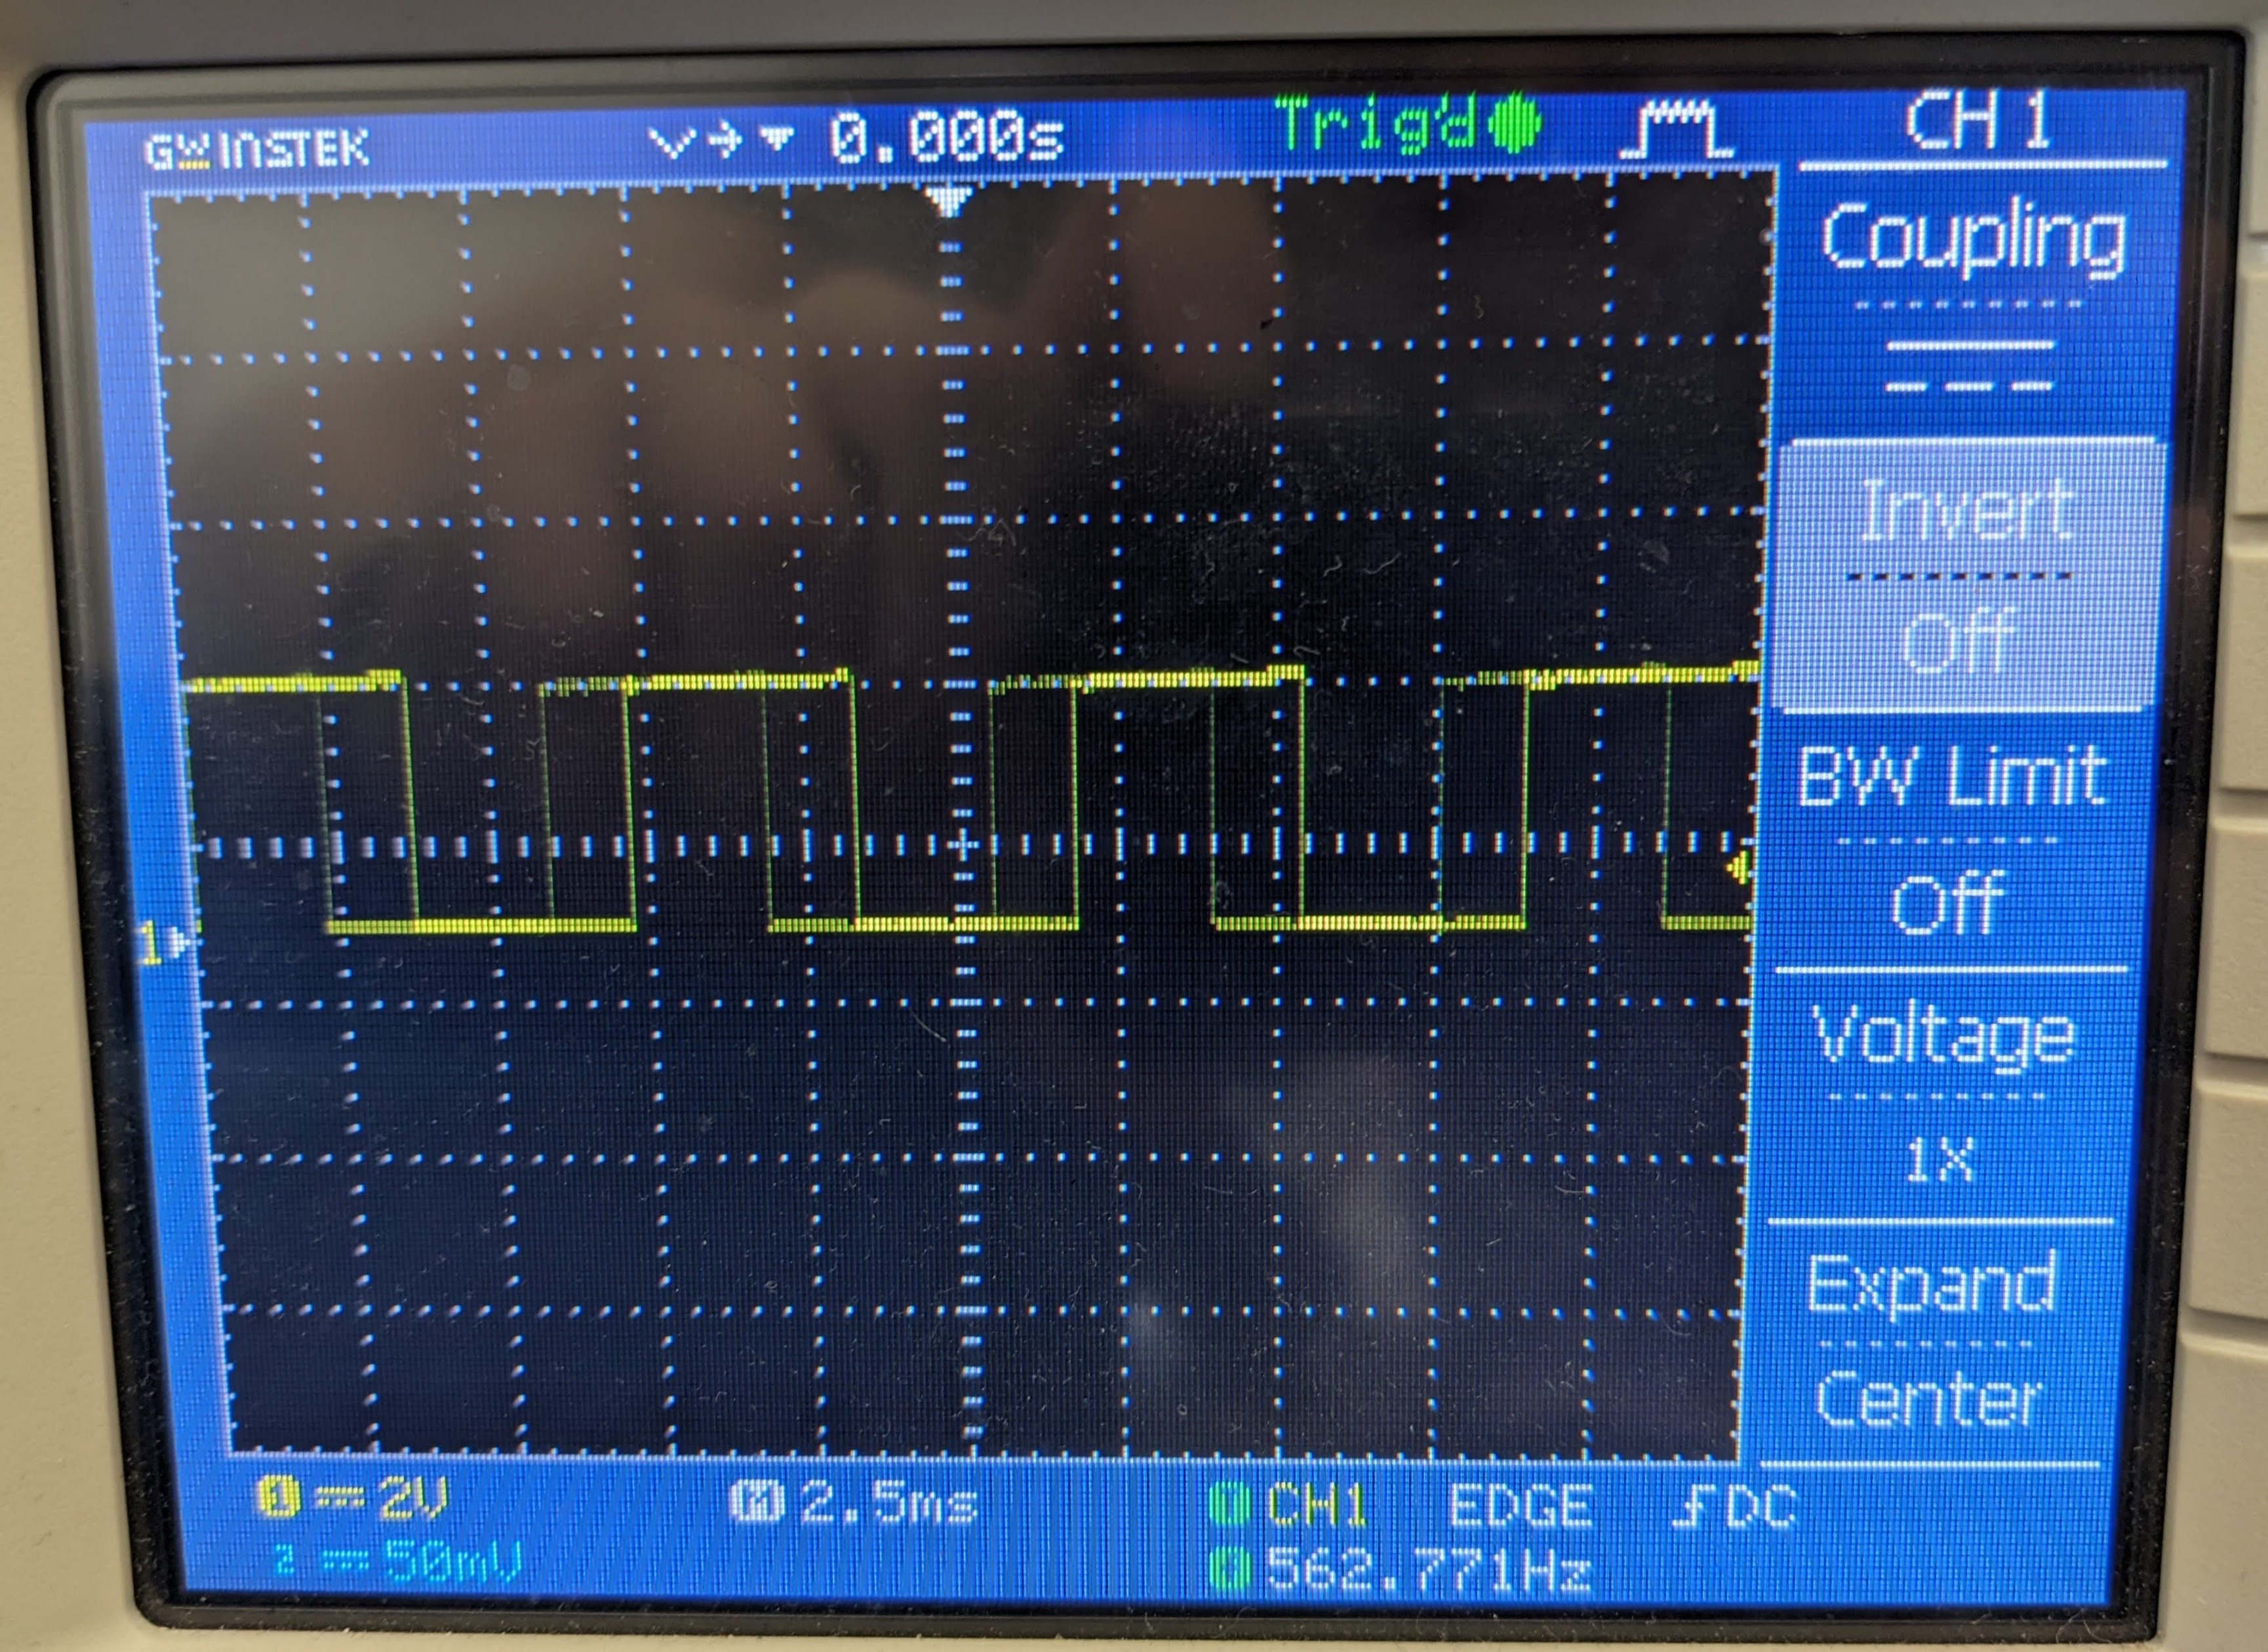 GW INSTEK 0.000s Trig'd CH 1
Coupling
Invert
Off
BW Limit
Off
1
Voltage
1X
Expand
Center
1 2V M 2.5ms CH1 EDGE DC
2 50mV 562.771Hz